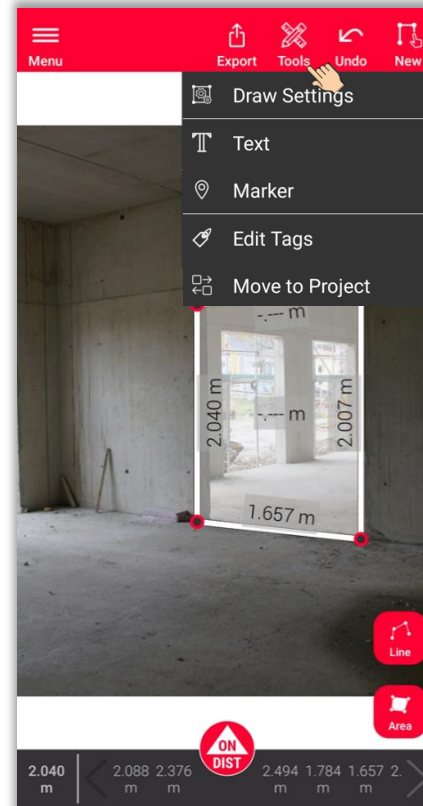 Menu
Export
Tools
Undo
New
Draw Settings
Text
Marker
Edit Tags
Move to Project
-.--- m
2.040 m
-.--- m
2.007 m
1.657 m
Line
Area
ON
DIST
2.040 m
2.088 m
2.376 m
2.494 m
1.784 m
1.657 m
2.